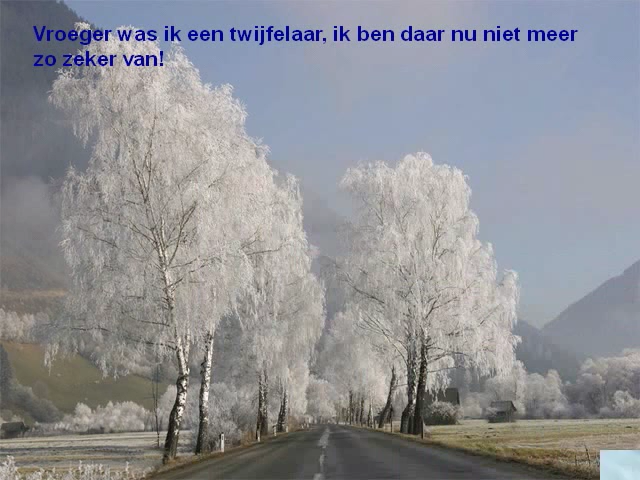 Vroeger was ik een twijfelaar, ik ben daar nu niet meer
zo zeker van!